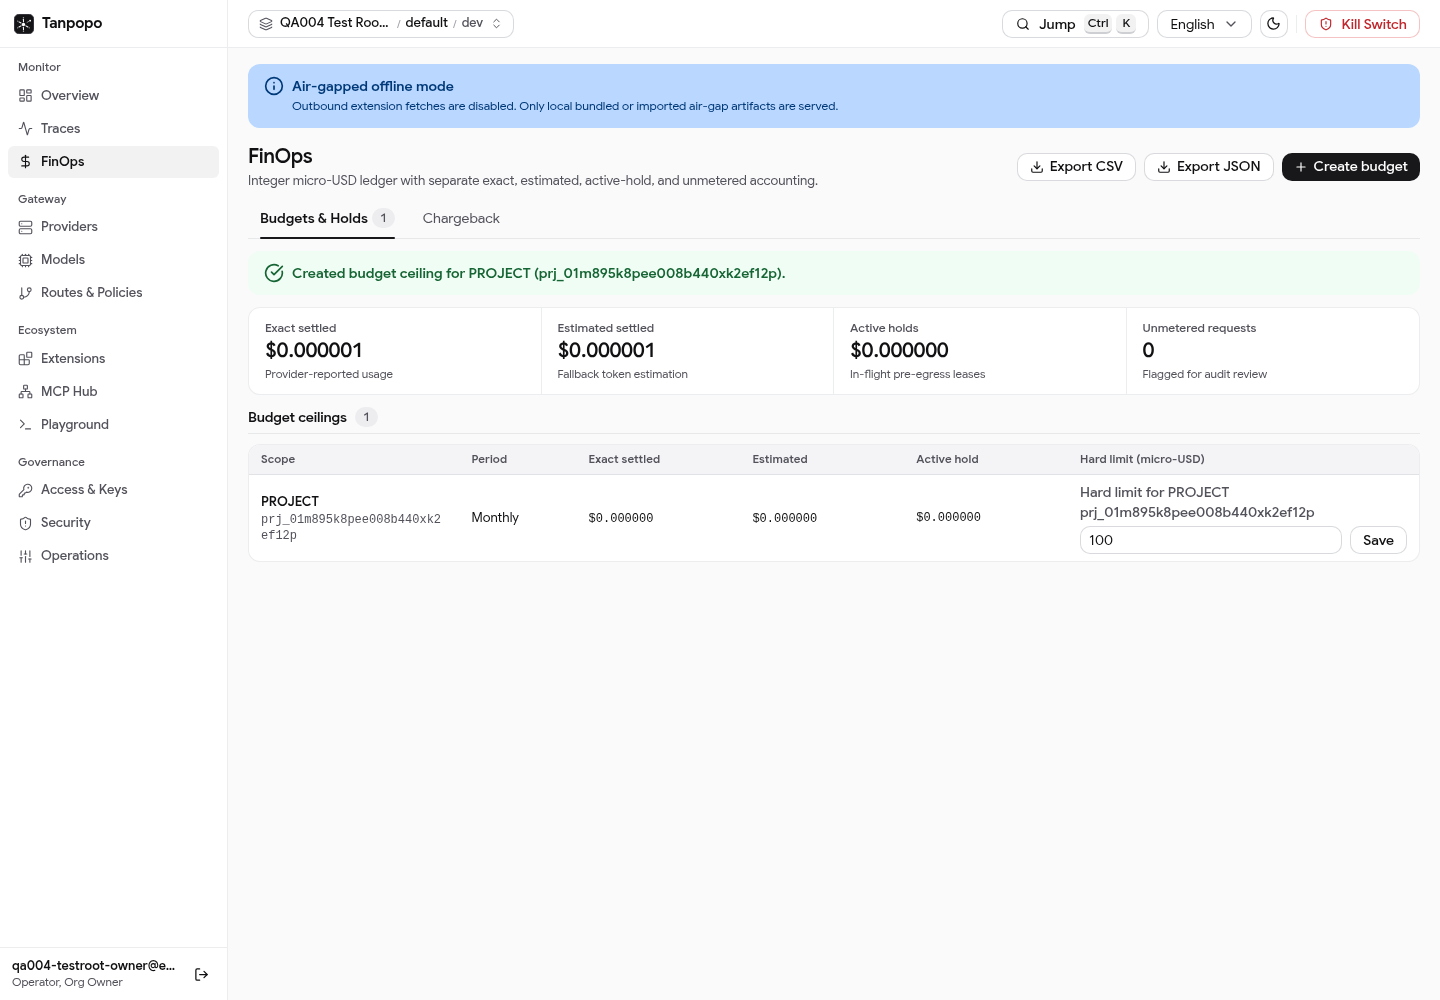 Tanpopo
QA004 Test Roo... / default / dev
Jump Ctrl K
English
Kill Switch
Monitor
Overview
Traces
FinOps
Gateway
Providers
Models
Routes & Policies
Ecosystem
Extensions
MCP Hub
Playground
Governance
Access & Keys
Security
Operations
qa004-testroot-owner@e...
Operator, Org Owner
Air-gapped offline mode
Outbound extension fetches are disabled. Only local bundled or imported air-gap artifacts are served.
FinOps
Integer micro-USD ledger with separate exact, estimated, active-hold, and unmetered accounting.
Export CSV
Export JSON
Create budget
Budgets & Holds 1
Chargeback
Created budget ceiling for PROJECT (prj_01m895k8pee008b440xk2ef12p).
Exact settled
$0.000001
Provider-reported usage
Estimated settled
$0.000001
Fallback token estimation
Active holds
$0.000000
In-flight pre-egress leases
Unmetered requests
0
Flagged for audit review
Budget ceilings 1
Scope Period Exact settled Estimated Active hold Hard limit (micro-USD)
PROJECT
prj_01m895k8pee008b440xk2
ef12p
Monthly
$0.000000
$0.000000
$0.000000
Hard limit for PROJECT
prj_01m895k8pee008b440xk2ef12p
100
Save